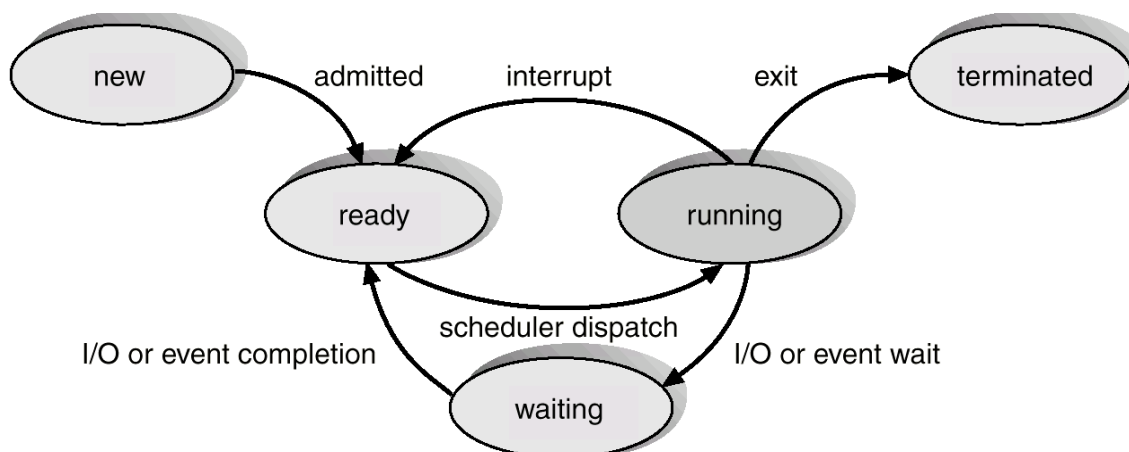 new
admitted
interrupt
exit
terminated
ready
running
scheduler dispatch
I/O or event completion
I/O or event wait
waiting